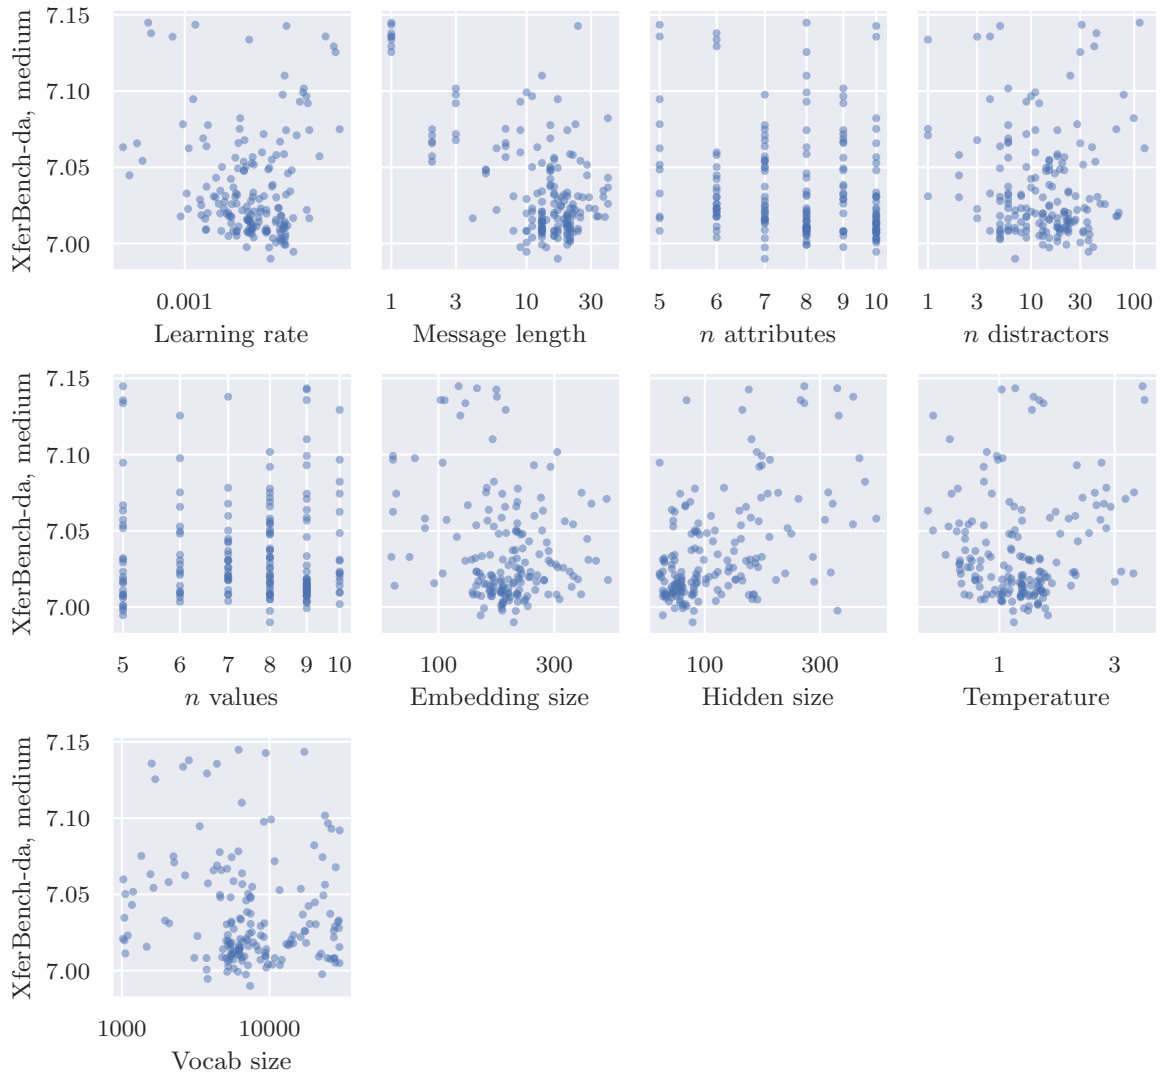 7.15
7.10
7.05
7.00
XferBench-da, medium
0.001
Learning rate
1 3 10 30
Message length
5 6 7 8 9 10
n attributes
1 3 10 30 100
n distractors
7.15
7.10
7.05
7.00
XferBench-da, medium
5 6 7 8 9 10
n values
100 300
Embedding size
100 300
Hidden size
1 3
Temperature
7.15
7.10
7.05
7.00
XferBench-da, medium
1000 10000
Vocab size